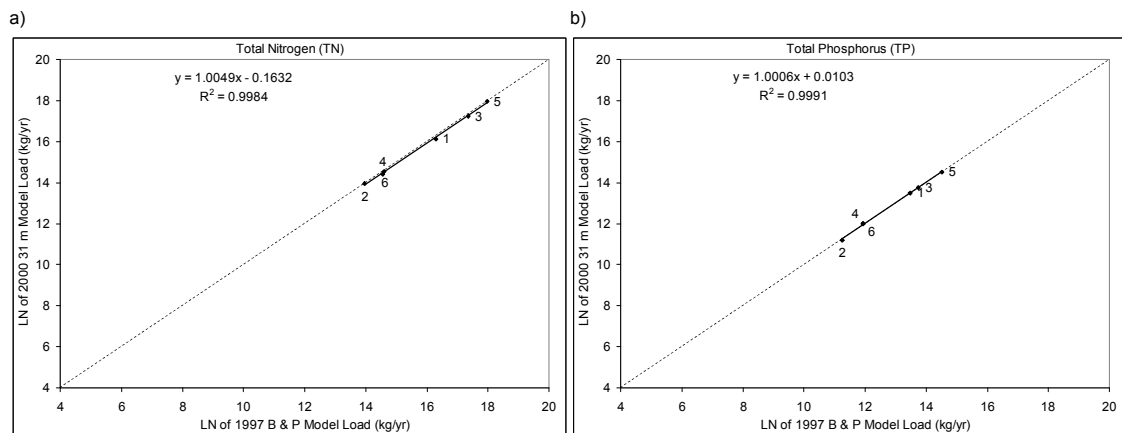 a)
Total Nitrogen (TN)
y = 1.0049x - 0.1632
R² = 0.9984
LN of 2000 31 m Model Load (kg/yr)
20
18
16
14
12
10
8
6
4
5
3
1
4
6
2
4 6 8 10 12 14 16 18 20
LN of 1997 B & P Model Load (kg/yr)
b)
Total Phosphorus (TP)
y = 1.0006x + 0.0103
R² = 0.9991
LN of 2000 31 m Model Load (kg/yr)
20
18
16
14
12
10
8
6
4
5
3
1
4
6
2
4 6 8 10 12 14 16 18 20
LN of 1997 B & P Model Load (kg/yr)